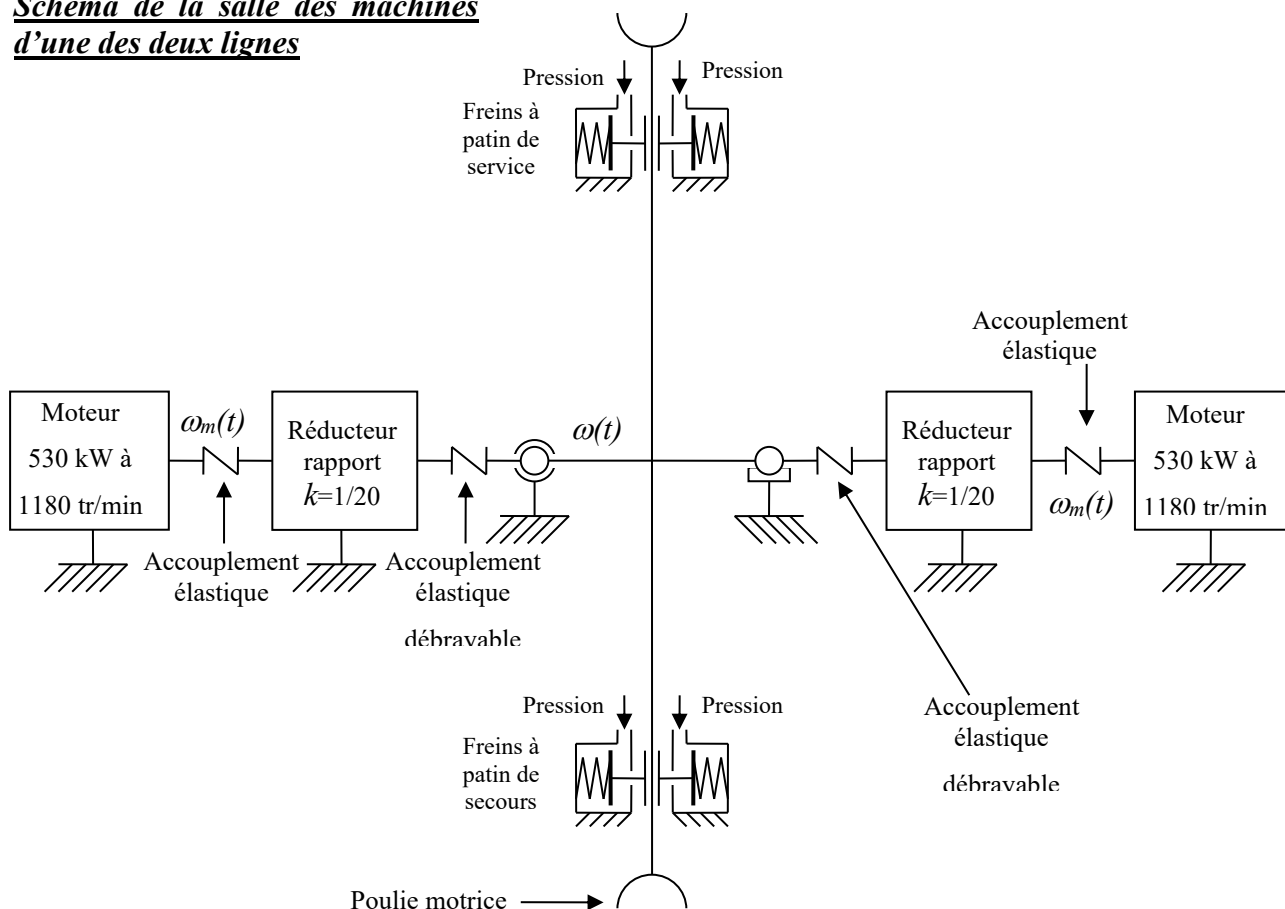 Schéma de la salle des machines
d'une des deux lignes
Pression
Pression
Freins à
patin de
service
Accouplement
élastique
Moteur
530 kW à
1180 tr/min
ωm(t)
Réducteur
rapport
k=1/20
ω(t)
Réducteur
rapport
k=1/20
ωm(t)
Moteur
530 kW à
1180 tr/min
Accouplement
élastique
Accouplement
élastique
débrayable
Pression
Pression
Freins à
patin de
secours
Accouplement
élastique
débrayable
Poulie motrice